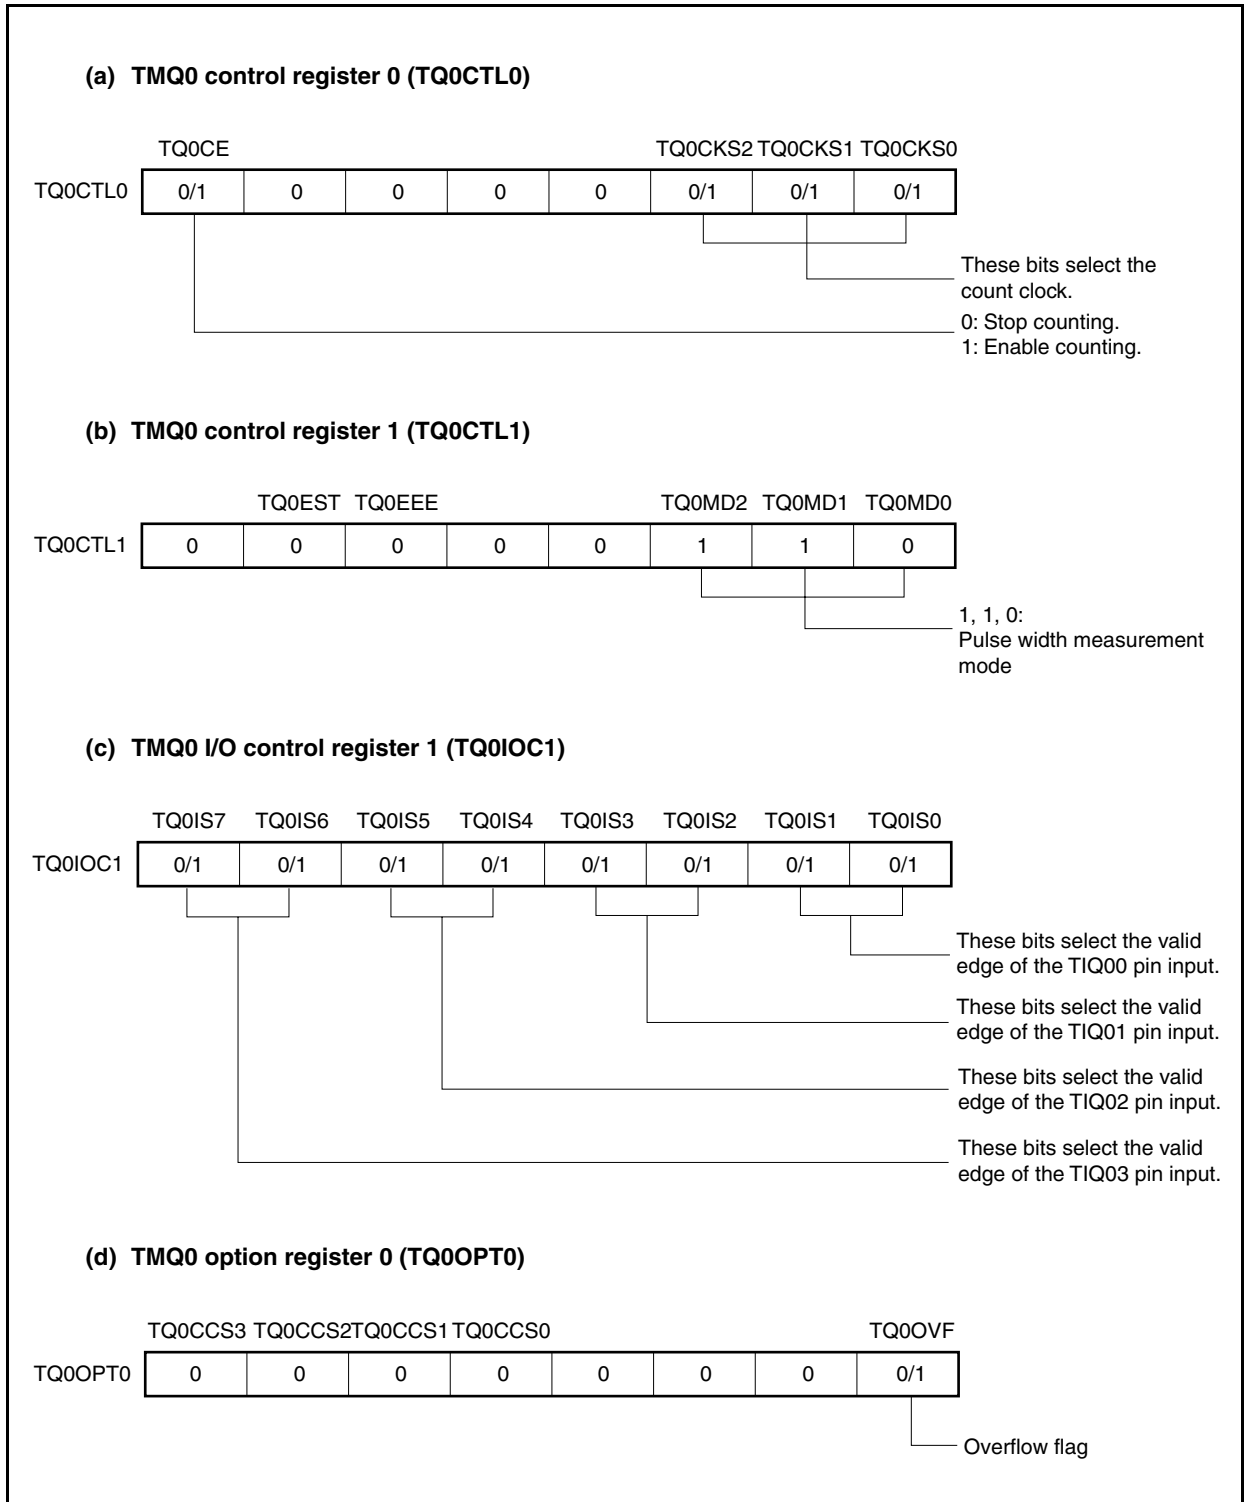 (a) TMQ0 control register 0 (TQ0CTL0)
TQ0CE TQ0CKS2 TQ0CKS1 TQ0CKS0
TQ0CTL0 0/1 0 0 0 0 0/1 0/1 0/1
These bits select the
count clock.
0: Stop counting.
1: Enable counting.
(b) TMQ0 control register 1 (TQ0CTL1)
TQ0EST TQ0EEE TQ0MD2 TQ0MD1 TQ0MD0
TQ0CTL1 0 0 0 0 0 1 1 0
1, 1, 0:
Pulse width measurement
mode
(c) TMQ0 I/O control register 1 (TQ0IOC1)
TQ0IS7 TQ0IS6 TQ0IS5 TQ0IS4 TQ0IS3 TQ0IS2 TQ0IS1 TQ0IS0
TQ0IOC1 0/1 0/1 0/1 0/1 0/1 0/1 0/1 0/1
These bits select the valid
edge of the TIQ00 pin input.
These bits select the valid
edge of the TIQ01 pin input.
These bits select the valid
edge of the TIQ02 pin input.
These bits select the valid
edge of the TIQ03 pin input.
(d) TMQ0 option register 0 (TQ0OPT0)
TQ0CCS3 TQ0CCS2 TQ0CCS1 TQ0CCS0 TQ0OVF
TQ0OPT0 0 0 0 0 0 0 0 0/1
Overflow flag